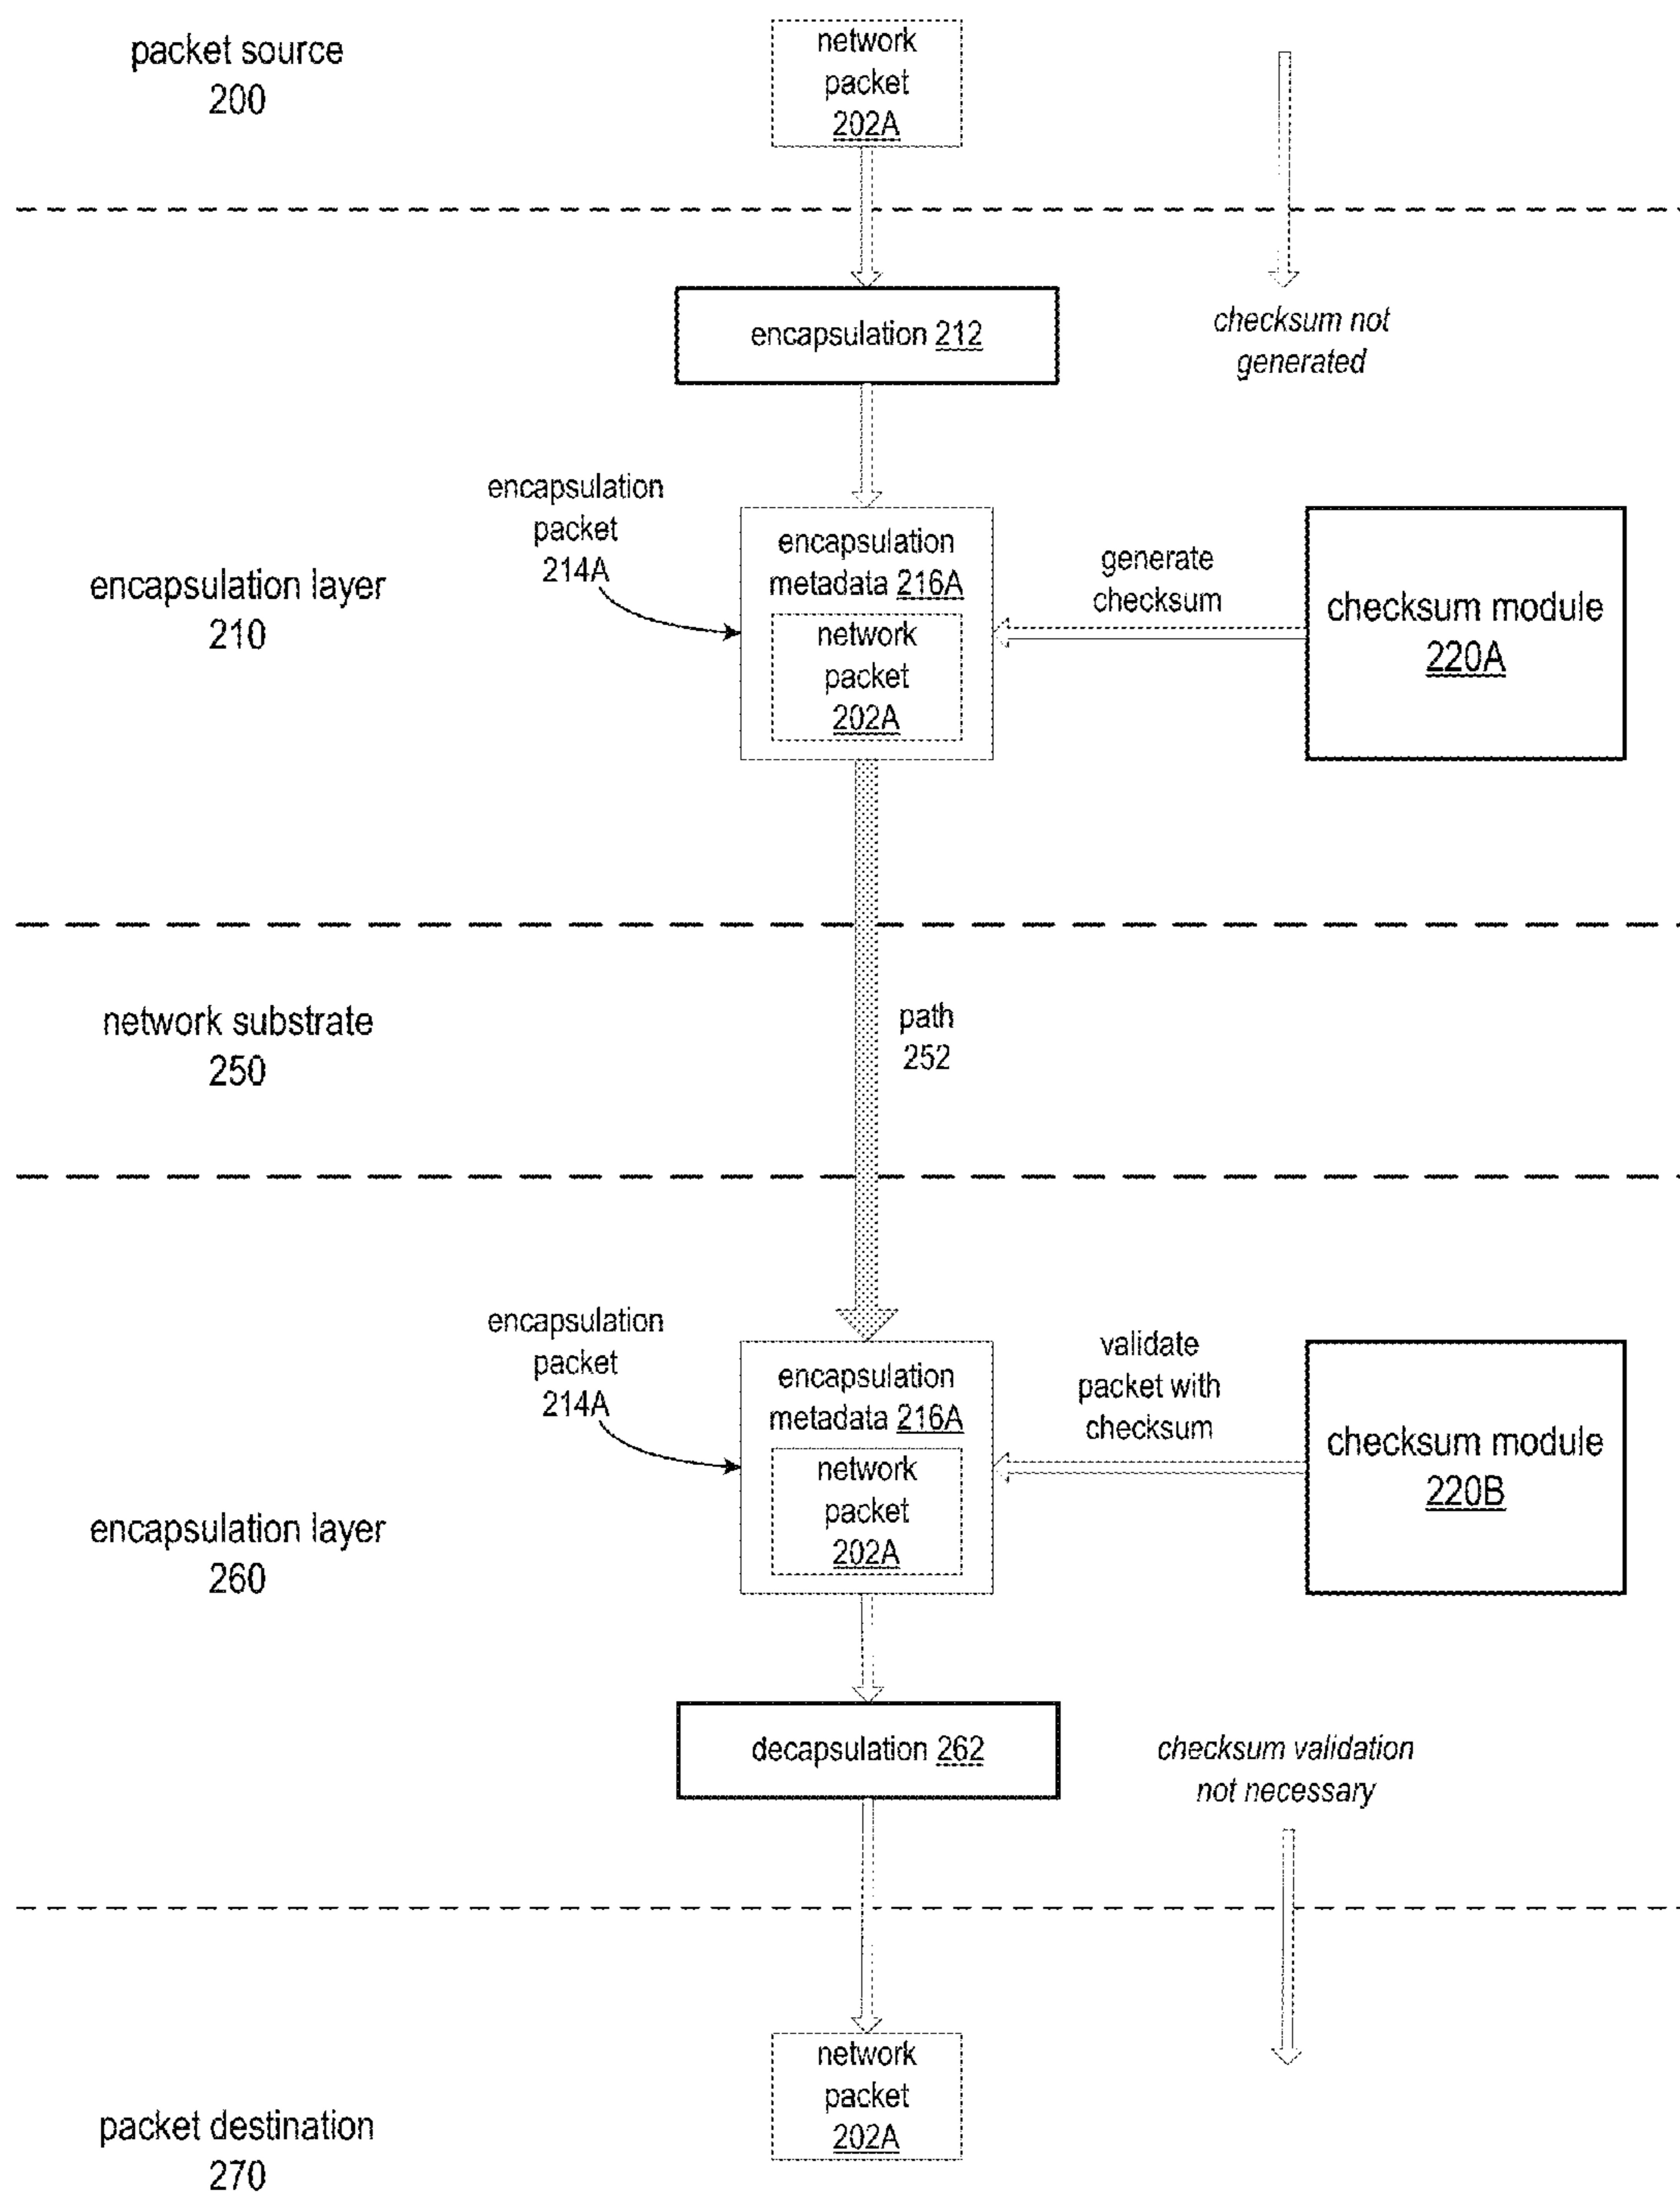 packet source
200
network
packet
202A
encapsulation 212
checksum not
generated
encapsulation
packet
214A
encapsulation layer
210
encapsulation
metadata 216A
network
packet
202A
generate
checksum
checksum module
220A
network substrate
250
path
252
encapsulation
packet
214A
encapsulation layer
260
encapsulation
metadata 216A
network
packet
202A
validate
packet with
checksum
checksum module
220B
decapsulation 262
checksum validation
not necessary
packet destination
270
network
packet
202A